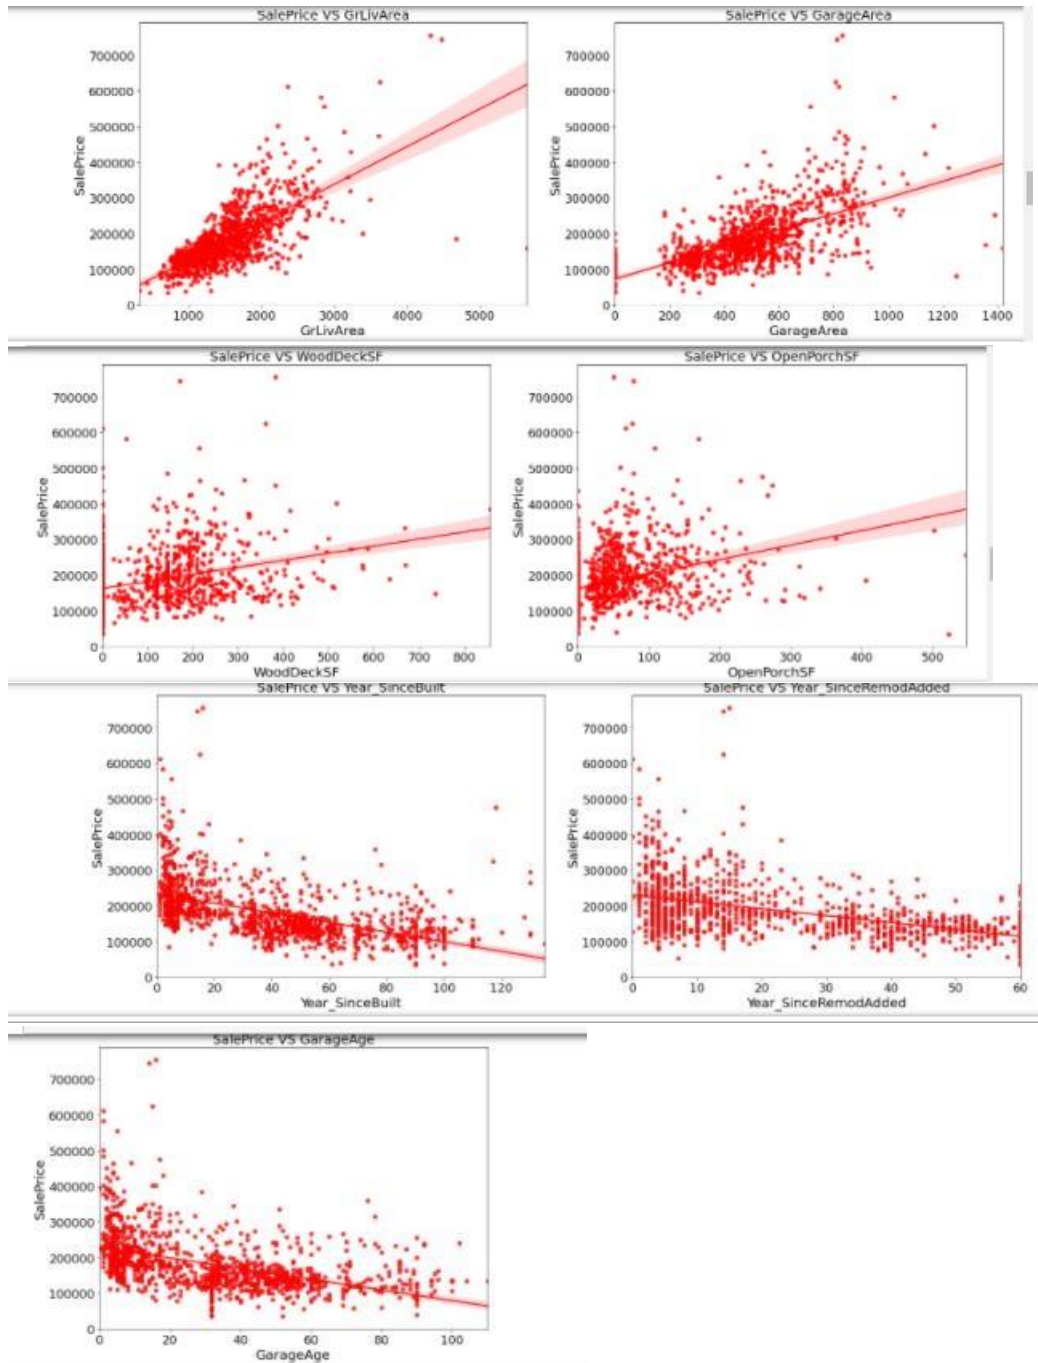 SalePrice VS GrLivArea
700000
600000
500000
400000
300000
200000
100000
0
SalePrice
1000 2000 3000 4000 5000
GrLivArea
SalePrice VS GarageArea
700000
600000
500000
400000
300000
200000
100000
0
SalePrice
0 200 400 600 800 1000 1200 1400
GarageArea
SalePrice VS WoodDeckSF
700000
600000
500000
400000
300000
200000
100000
0
SalePrice
0 100 200 300 400 500 600 700 800
WoodDeckSF
SalePrice VS OpenPorchSF
700000
600000
500000
400000
300000
200000
100000
0
SalePrice
0 100 200 300 400 500
OpenPorchSF
SalePrice VS Year_SinceBuilt
700000
600000
500000
400000
300000
200000
100000
0
SalePrice
0 20 40 60 80 100 120
Year_SinceBuilt
SalePrice VS Year_SinceRemodAdded
700000
600000
500000
400000
300000
200000
100000
0
SalePrice
0 10 20 30 40 50 60
Year_SinceRemodAdded
SalePrice VS GarageAge
700000
600000
500000
400000
300000
200000
100000
0
SalePrice
0 20 40 60 80 100
GarageAge